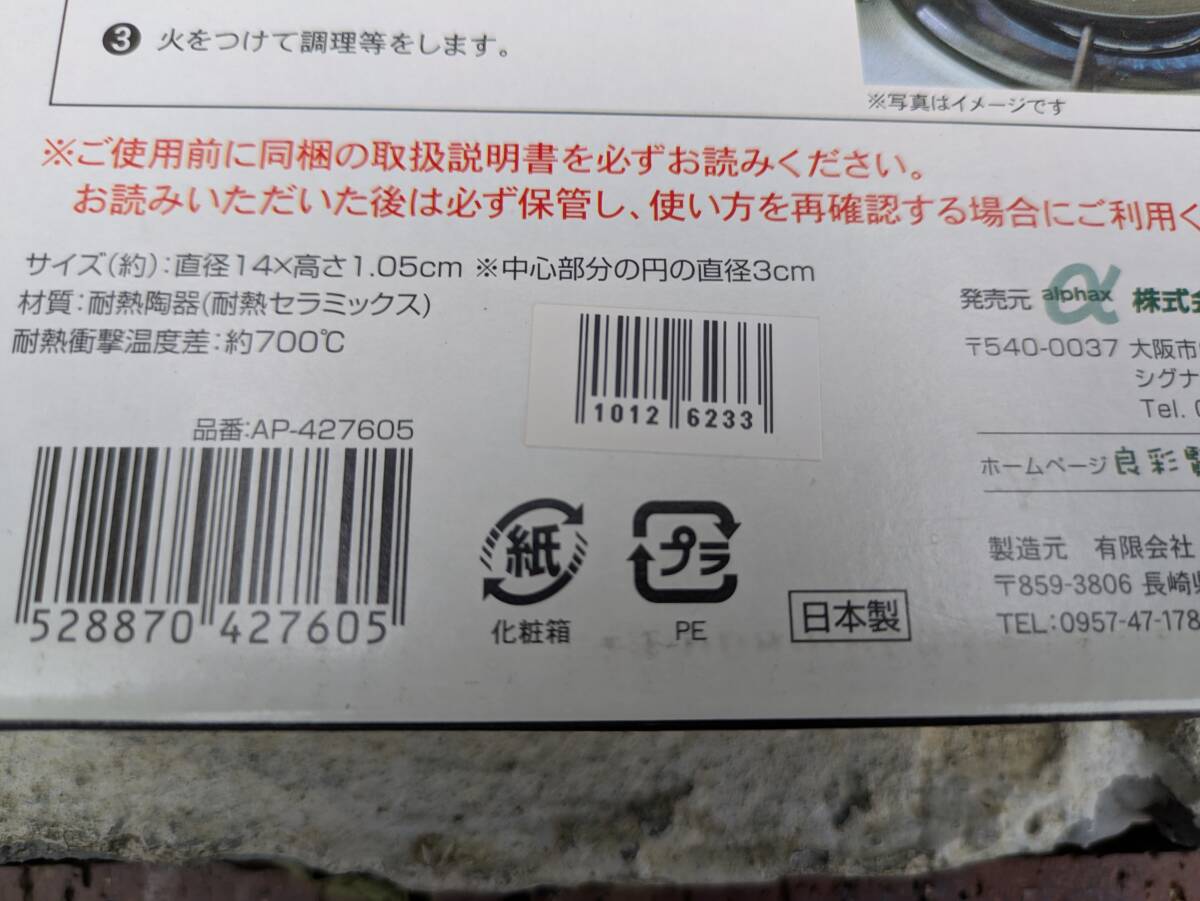 ❸ 火をつけて調理等をします。
※写真はイメージです
※ご使用前に同梱の取扱説明書を必ずお読みください。
お読みいただいた後は必ず保管し、使い方を再確認する場合にご利用く
サイズ(約):直径14×高さ1.05cm ※中心部分の円の直径3cm
材質:耐熱陶器(耐熱セラミックス)
耐熱衝撃温度差:約700℃
品番:AP-427605
528870 427605
1012 6233
紙
化粧箱
プラ
PE
日本製
発売元 alphax 株式会
〒540-0037 大阪市
シグナ
Tel. 0
ホームページ 良彩
製造元 有限会社
〒859-3806 長崎県
TEL:0957-47-178